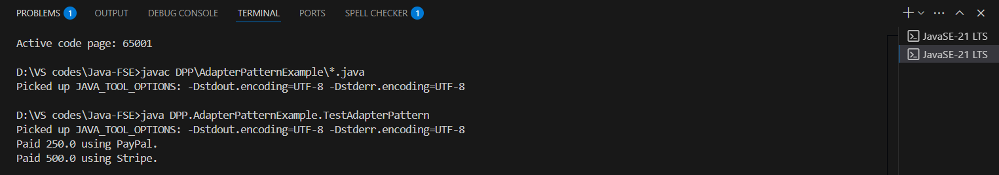 PROBLEMS 1 OUTPUT DEBUG CONSOLE TERMINAL PORTS SPELL CHECKER 1
Active code page: 65001
D:\VS codes\Java-FSE>javac DPP\AdapterPatternExample\*.java
Picked up JAVA_TOOL_OPTIONS: -Dstdout.encoding=UTF-8 -Dstderr.encoding=UTF-8
D:\VS codes\Java-FSE>java DPP.AdapterPatternExample.TestAdapterPattern
Picked up JAVA_TOOL_OPTIONS: -Dstdout.encoding=UTF-8 -Dstderr.encoding=UTF-8
Paid 250.0 using PayPal.
Paid 500.0 using Stripe.
JavaSE-21 LTS
JavaSE-21 LTS